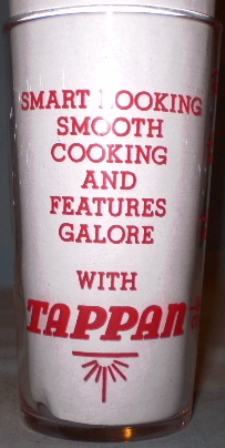 SMART LOOKING
SMOOTH
COOKING
AND
FEATURES
GALORE
WITH
TAPPAN